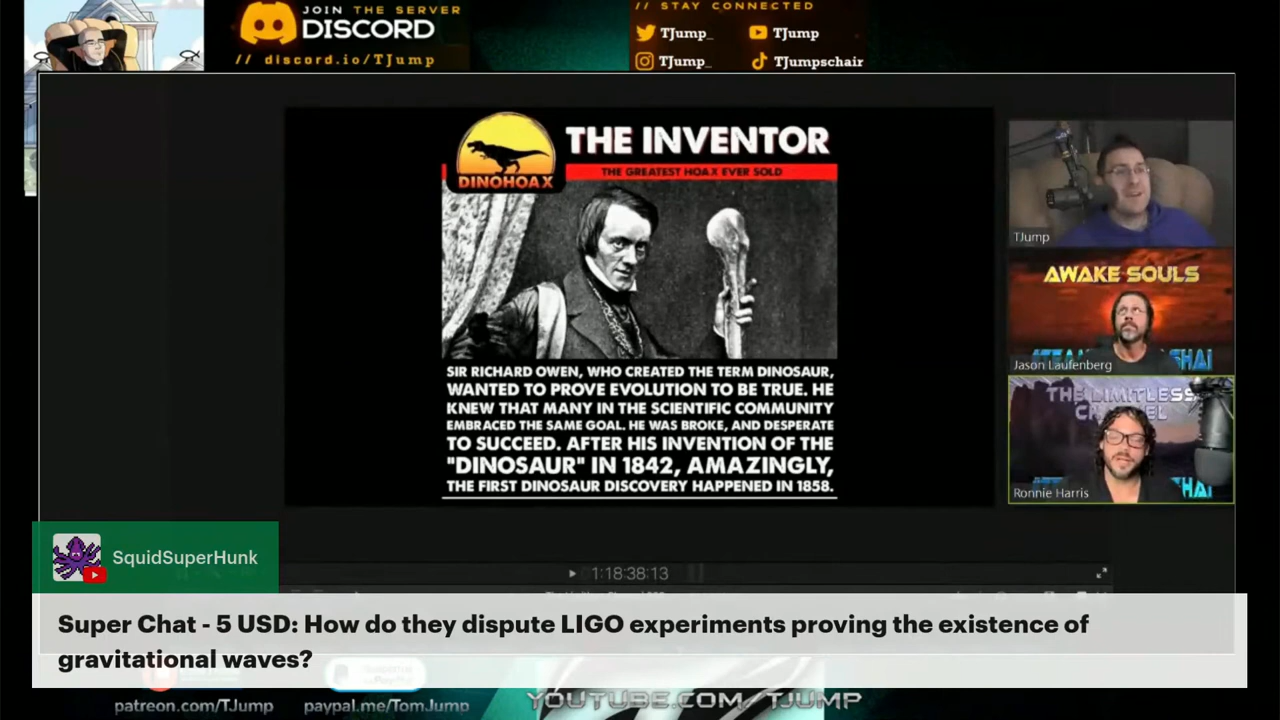 JOIN THE SERVER
DISCORD
// discord.io/TJump
// STAY CONNECTED
TJump_
TJump
TJump_
TJumpschair
THE INVENTOR
THE GREATEST HOAX EVER SOLD
DINOHOAX
SIR RICHARD OWEN, WHO CREATED THE TERM DINOSAUR,
WANTED TO PROVE EVOLUTION TO BE TRUE. HE
KNEW THAT MANY IN THE SCIENTIFIC COMMUNITY
EMBRACED THE SAME GOAL. HE WAS BROKE, AND DESPERATE
TO SUCCEED. AFTER HIS INVENTION OF THE
"DINOSAUR" IN 1842, AMAZINGLY,
THE FIRST DINOSAUR DISCOVERY HAPPENED IN 1858.
TJump
AWAKE SOULS
Jason Laufenberg
THE LIMITLESS
CHANNEL
Ronnie Harris
1:18:38:13
SquidSuperHunk
Super Chat - 5 USD: How do they dispute LIGO experiments proving the existence of
gravitational waves?
patreon.com/TJump
paypal.me/TomJump
YOUTUBE.COM/TJUMP